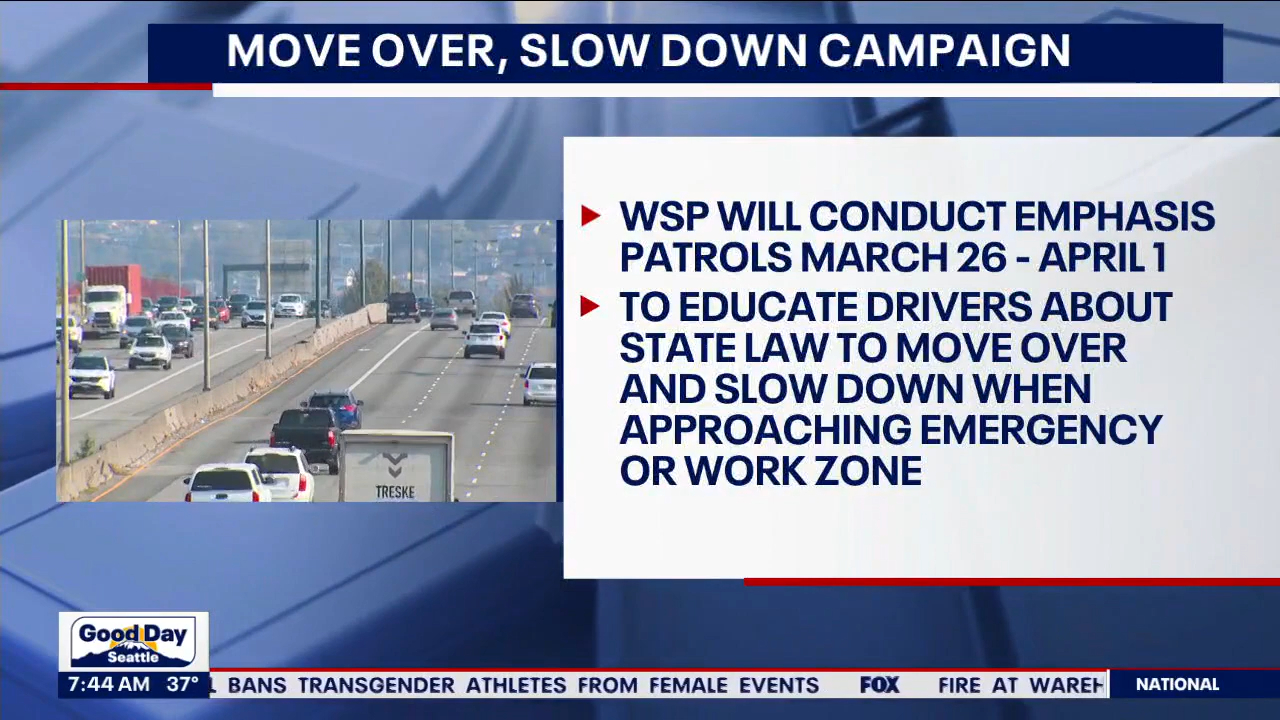 MOVE OVER, SLOW DOWN CAMPAIGN
WSP WILL CONDUCT EMPHASIS
PATROLS MARCH 26 - APRIL 1
TO EDUCATE DRIVERS ABOUT
STATE LAW TO MOVE OVER
AND SLOW DOWN WHEN
APPROACHING EMERGENCY
OR WORK ZONE
TRESKE
Good Day
Seattle
7:44 AM 37°
BANS TRANSGENDER ATHLETES FROM FEMALE EVENTS FOX FIRE AT WAREH
NATIONAL